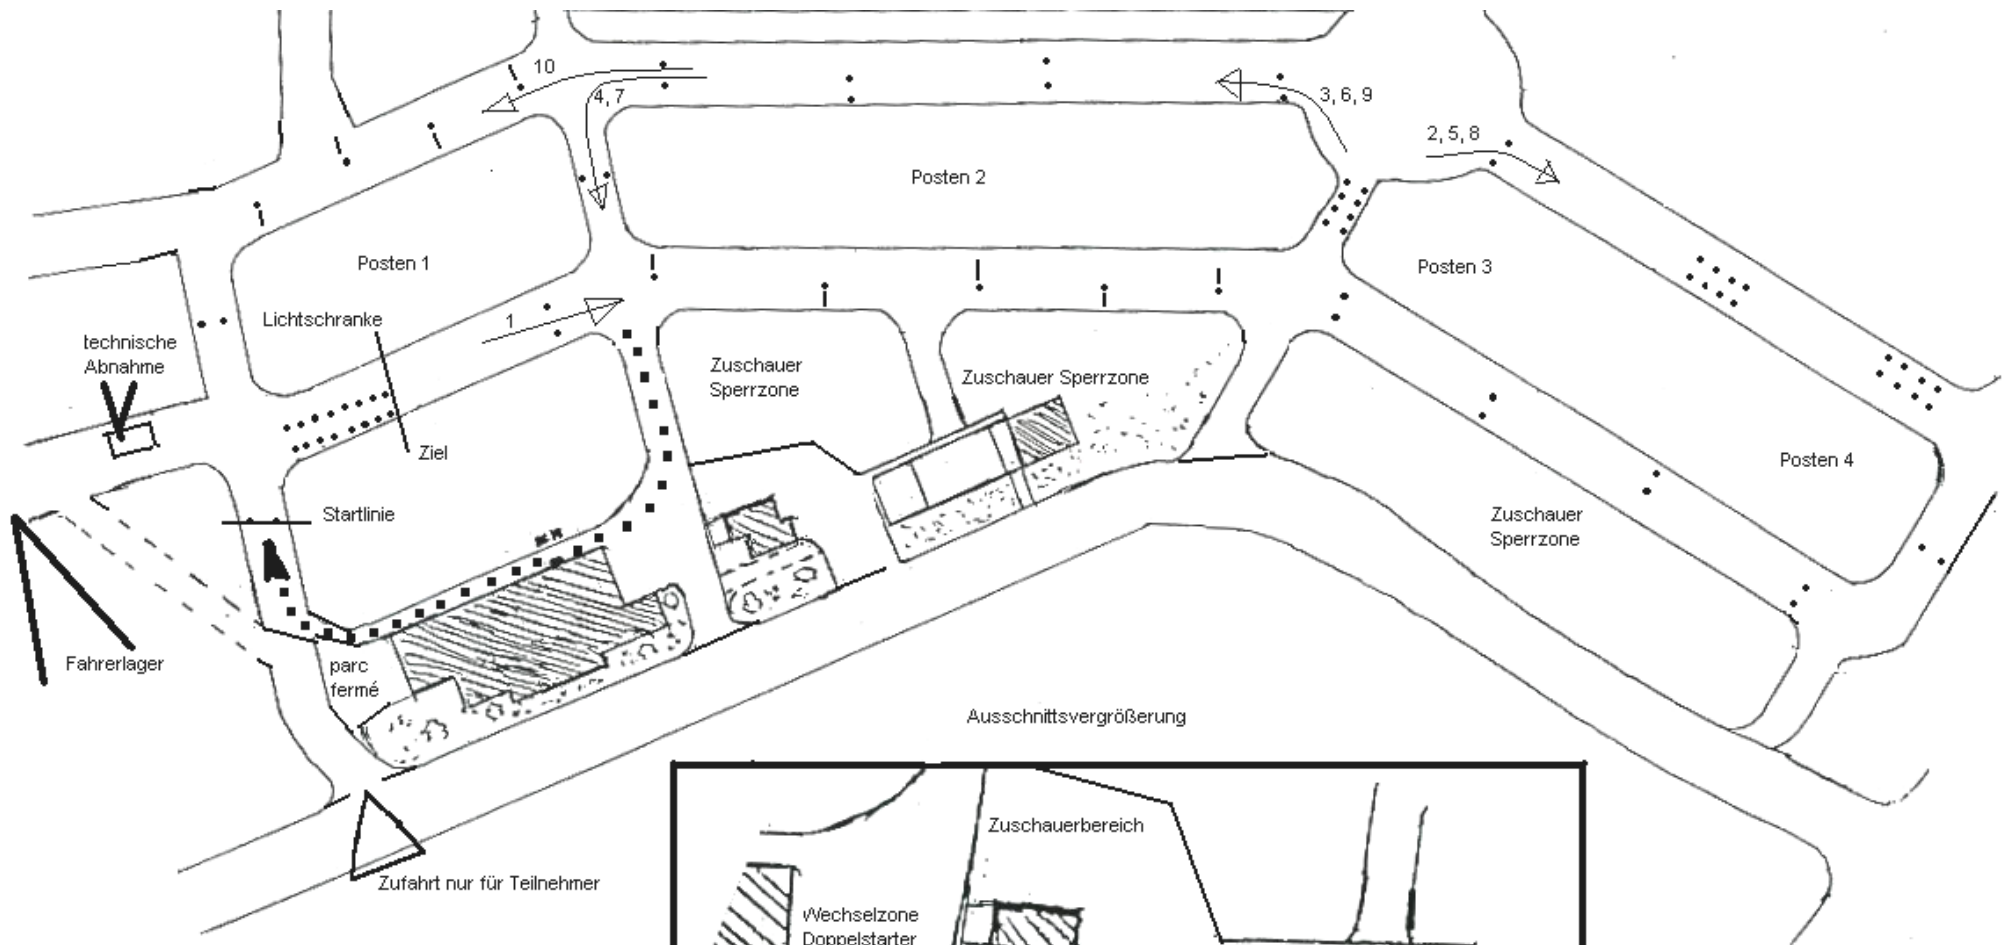 10
4, 7
3, 6, 9
2, 5, 8
Posten 2
Posten 1
Posten 3
Lichtschranke
1
technische
Abnahme
Zuschauer
Sperrzone
Zuschauer Sperrzone
Ziel
Posten 4
Startlinie
Zuschauer
Sperrzone
Fahrerlager
parc
fermé
Ausschnittsvergrößerung
Zuschauerbereich
Zufahrt nur für Teilnehmer
Wechselzone
Doppelstarter